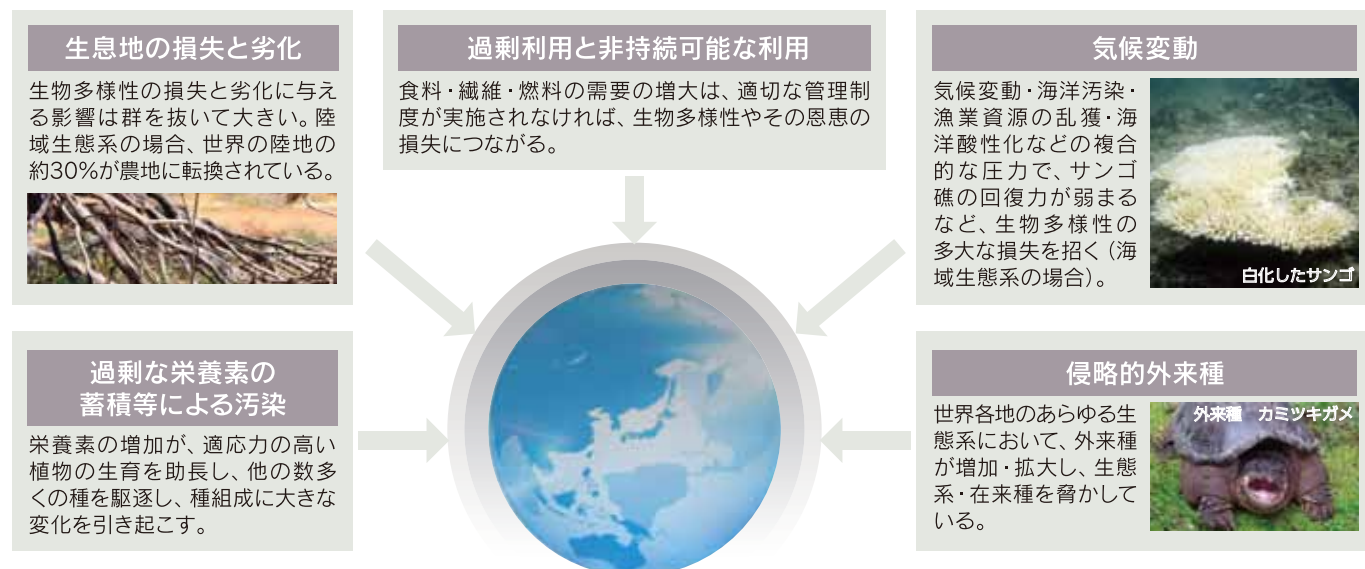 生息地の損失と劣化
生物多様性の損失と劣化に与え
る影響は群を抜いて大きい。陸
域生態系の場合、世界の陸地の
約30%が農地に転換されている。
過剰利用と非持続可能な利用
食料・繊維・燃料の需要の増大は、適切な管理制
度が実施されなければ、生物多様性やその恩恵の
損失につながる。
気候変動
気候変動・海洋汚染・
漁業資源の乱獲・海
洋酸性化などの複合
的な圧力で、サンゴ
礁の回復力が弱まる
など、生物多様性の
多大な損失を招く(海
域生態系の場合)。
白化したサンゴ
過剰な栄養素の
蓄積等による汚染
栄養素の増加が、適応力の高い
植物の生育を助長し、他の数多
くの種を駆逐し、種組成に大きな
変化を引き起こす。
侵略的外来種
世界各地のあらゆる生
態系において、外来種
が増加・拡大し、生態
系・在来種を脅かして
いる。
外来種 カミツキガメ